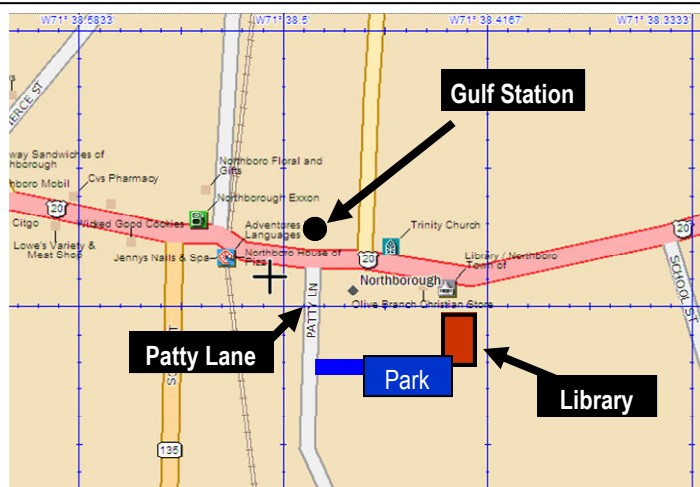 W71° 38.5833'
W71° 38.5'
W71° 38.4167'
W71° 38.3333'
Gulf Station
ERCE ST
way Sandwiches of
hborough
Northboro Floral and
Gifts
Cvs Pharmacy
hboro Mobil
Northborough Exxon
20
Citgo
Wicked Good Cookies
Adventures
Languages
Trinity Church
20
Lowe's Variety &
Meat Shop
Jennys Nails & Spa
Northboro House of
Pizza
20
Library / Northboro
Town of
Northborough
Olive Branch Christian Store
SCHOOL ST
PATTY LN
Patty Lane
Park
Library
135